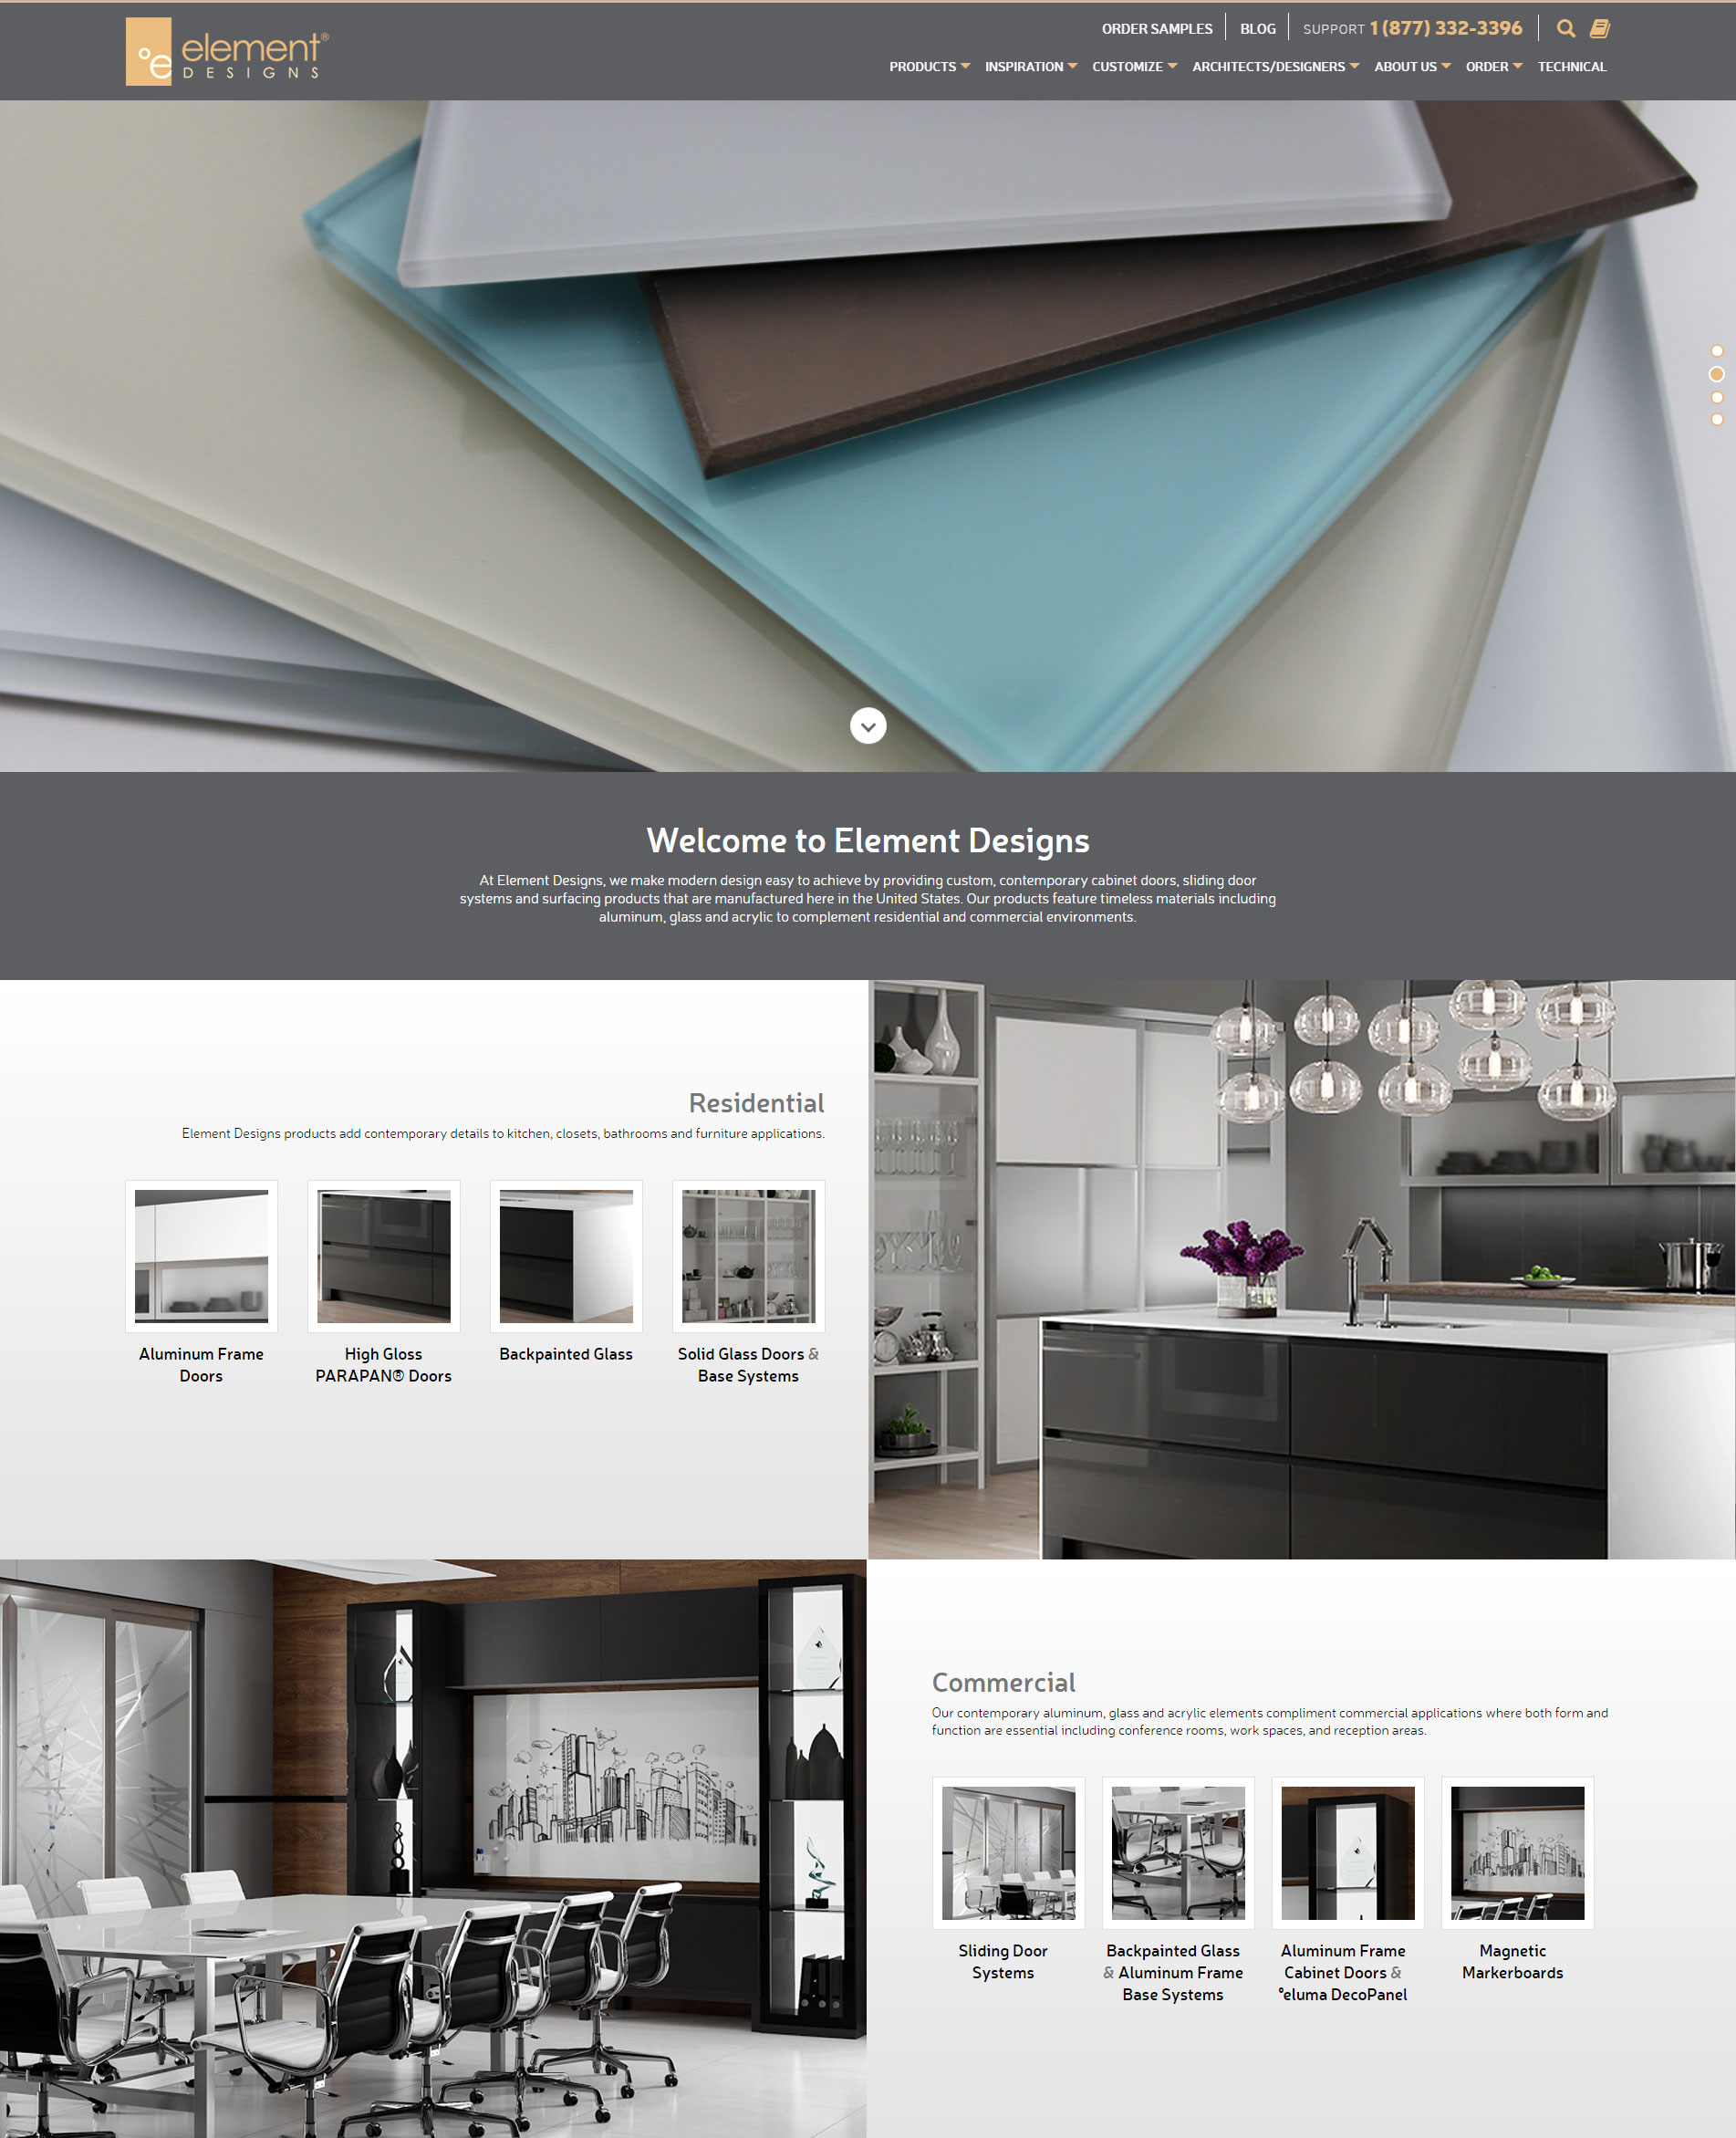 °e element®
DESIGNS
ORDER SAMPLES
BLOG
SUPPORT 1 (877) 332-3396
PRODUCTS
INSPIRATION
CUSTOMIZE
ARCHITECTS/DESIGNERS
ABOUT US
ORDER
TECHNICAL
Welcome to Element Designs
At Element Designs, we make modern design easy to achieve by providing custom, contemporary cabinet doors, sliding door
systems and surfacing products that are manufactured here in the United States. Our products feature timeless materials including
aluminum, glass and acrylic to complement residential and commercial environments.
Residential
Element Designs products add contemporary details to kitchen, closets, bathrooms and furniture applications.
Aluminum Frame
Doors
High Gloss
PARAPAN® Doors
Backpainted Glass
Solid Glass Doors &
Base Systems
Commercial
Our contemporary aluminum, glass and acrylic elements compliment commercial applications where both form and
function are essential including conference rooms, work spaces, and reception areas.
Sliding Door
Systems
Backpainted Glass
& Aluminum Frame
Base Systems
Aluminum Frame
Cabinet Doors &
°eluma DecoPanel
Magnetic
Markerboards